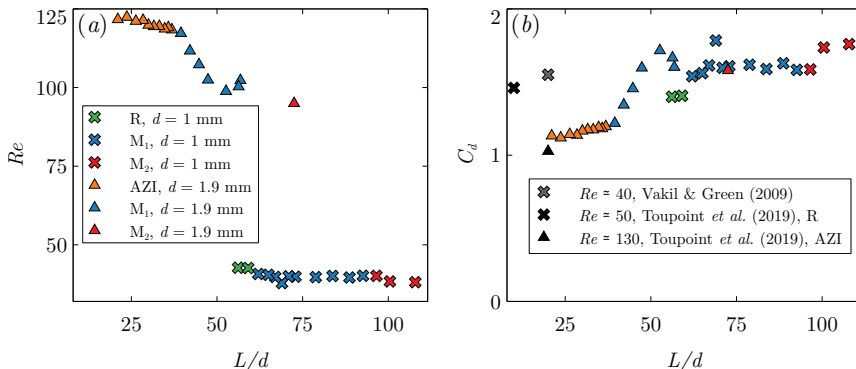 (a)
125
100
75
50
25
50
75
100
Re
L/d
R, d = 1 mm
M₁, d = 1 mm
M₂, d = 1 mm
AZI, d = 1.9 mm
M₁, d = 1.9 mm
M₂, d = 1.9 mm
(b)
2
1
0
25
50
75
100
C_d
L/d
Re ≃ 40, Vakil & Green (2009)
Re ≃ 50, Toupoint et al. (2019), R
Re ≃ 130, Toupoint et al. (2019), AZI